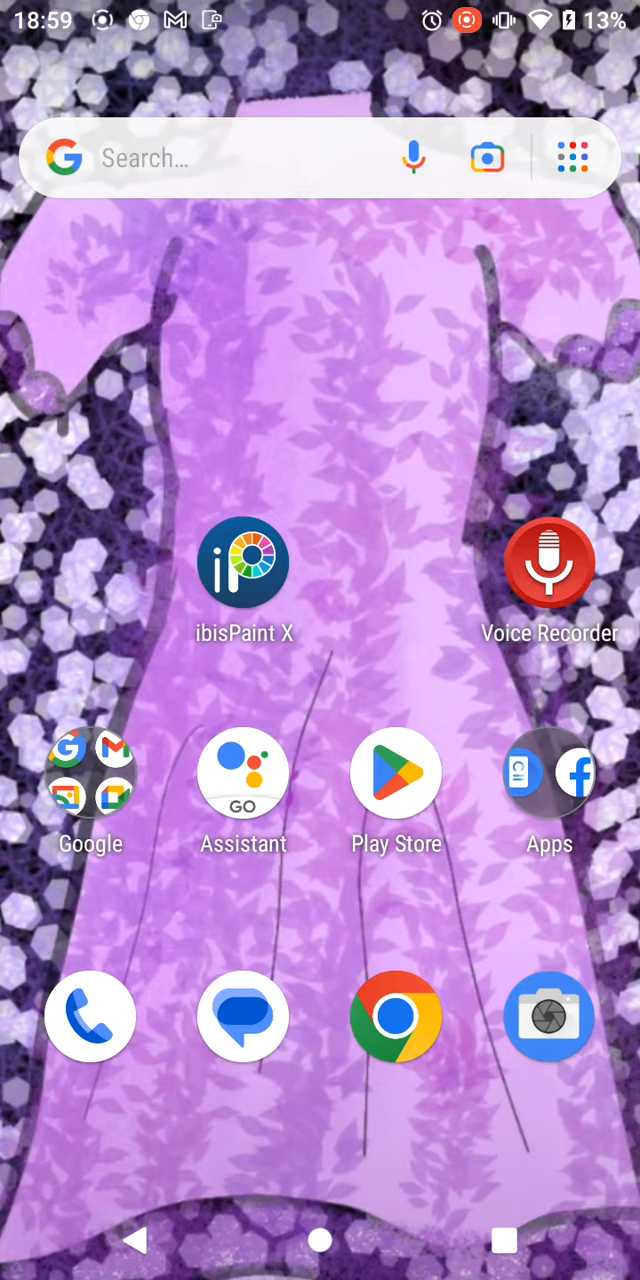 18:59
13%
Search...
ibisPaint X
Voice Recorder
GO
Google
Assistant
Play Store
Apps